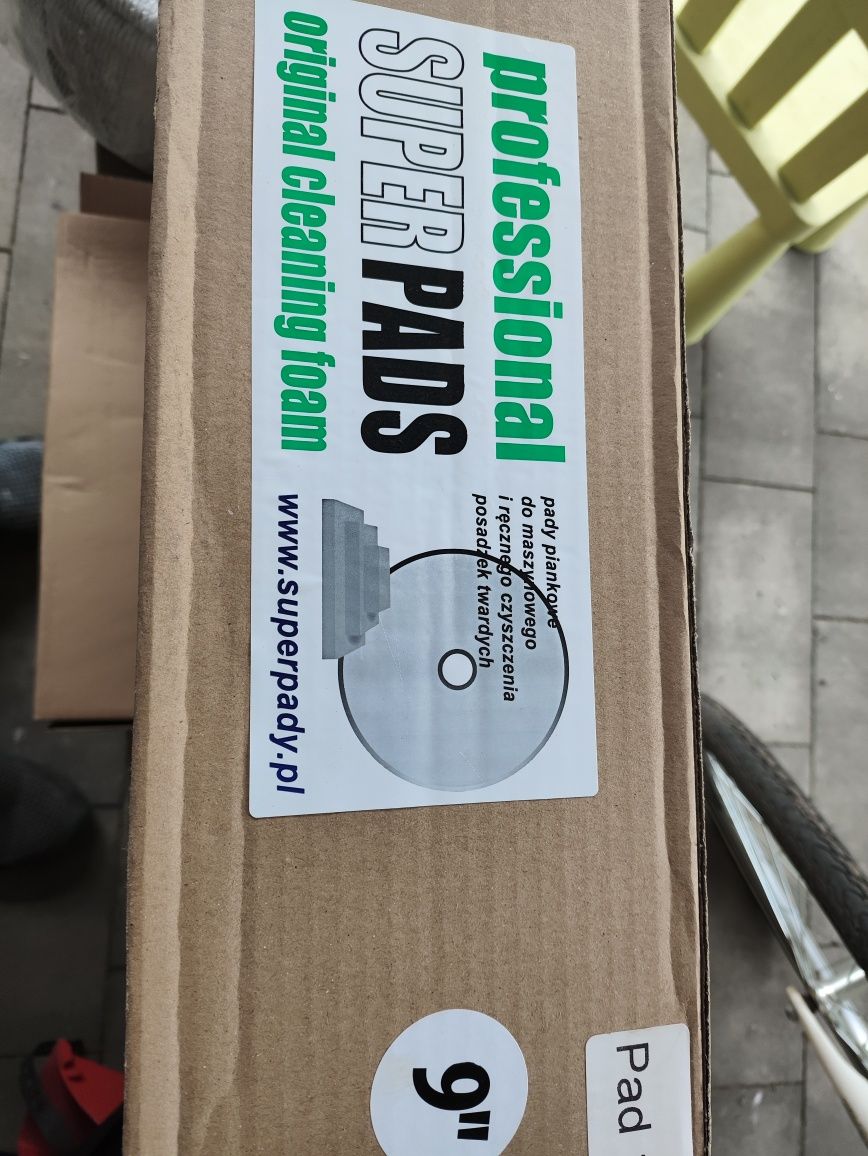 professional
SUPER PADS
original cleaning foam
pady piankowe
do maszynowego
i ręcznego czyszczenia
posadzek twardych
www.superpady.pl
9"
Pad